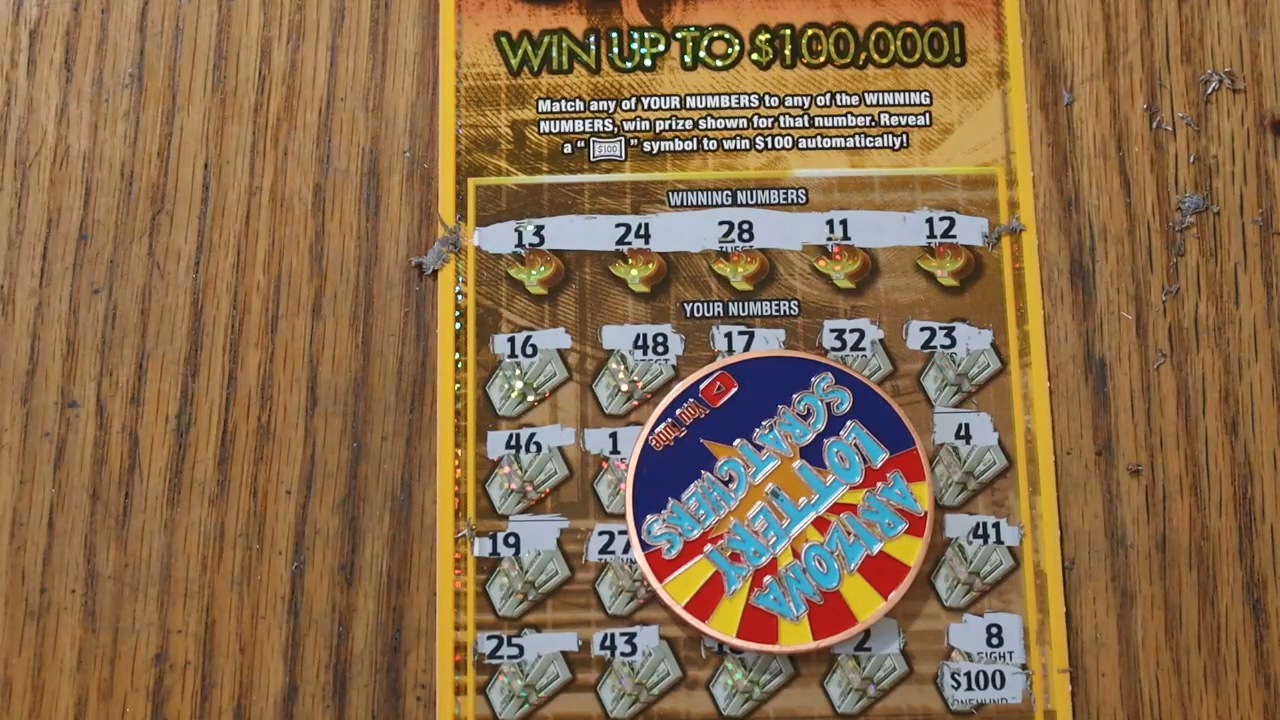 WIN UP TO $100,000!
Match any of YOUR NUMBERS to any of the WINNING
NUMBERS, win prize shown for that number. Reveal
a " $100 " symbol to win $100 automatically!
WINNING NUMBERS
13 24 28 11 12
YOUR NUMBERS
16 48 17 32 23
46 1 4
19 27 41
25 43 2 8
EIGHT
$100
You Tube
ARIZONA
LOTTERY
SCRATCHERS